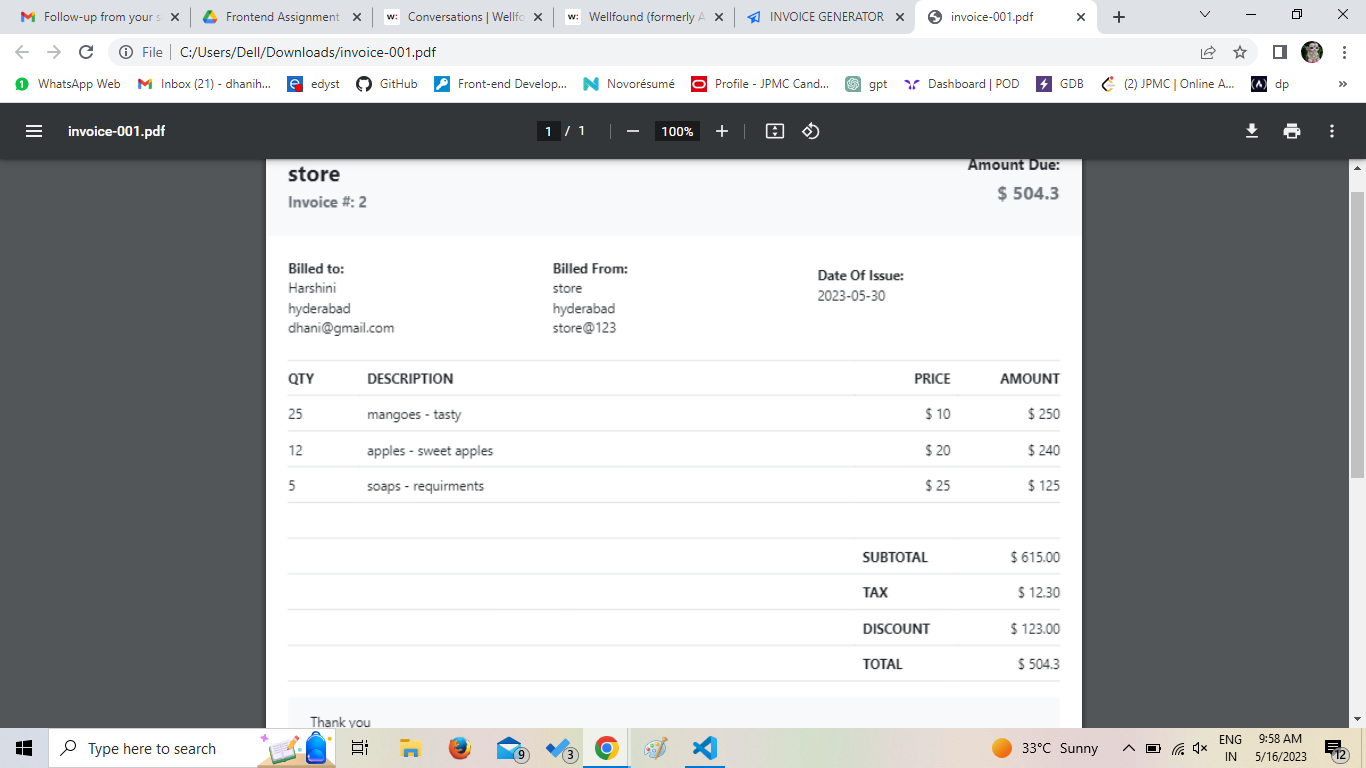 Follow-up from your s
Frontend Assignment
Conversations | Wellfo
Wellfound (formerly A
INVOICE GENERATOR
invoice-001.pdf
File
C:/Users/Dell/Downloads/invoice-001.pdf
WhatsApp Web
Inbox (21) - dhanih...
edyst
GitHub
Front-end Develop...
Novorésumé
Profile - JPMC Cand...
gpt
Dashboard | POD
GDB
(2) JPMC | Online A...
dp
invoice-001.pdf
1 / 1
100%
store
Amount Due:
Invoice #: 2
$ 504.3
Billed to:
Harshini
hyderabad
dhani@gmail.com
Billed From:
store
hyderabad
store@123
Date Of Issue:
2023-05-30
QTY DESCRIPTION PRICE AMOUNT
25 mangoes - tasty $ 10 $ 250
12 apples - sweet apples $ 20 $ 240
5 soaps - requirments $ 25 $ 125
SUBTOTAL $ 615.00
TAX $ 12.30
DISCOUNT $ 123.00
TOTAL $ 504.3
Thank you
Type here to search
9
3
33°C Sunny
ENG
IN
9:58 AM
5/16/2023
12